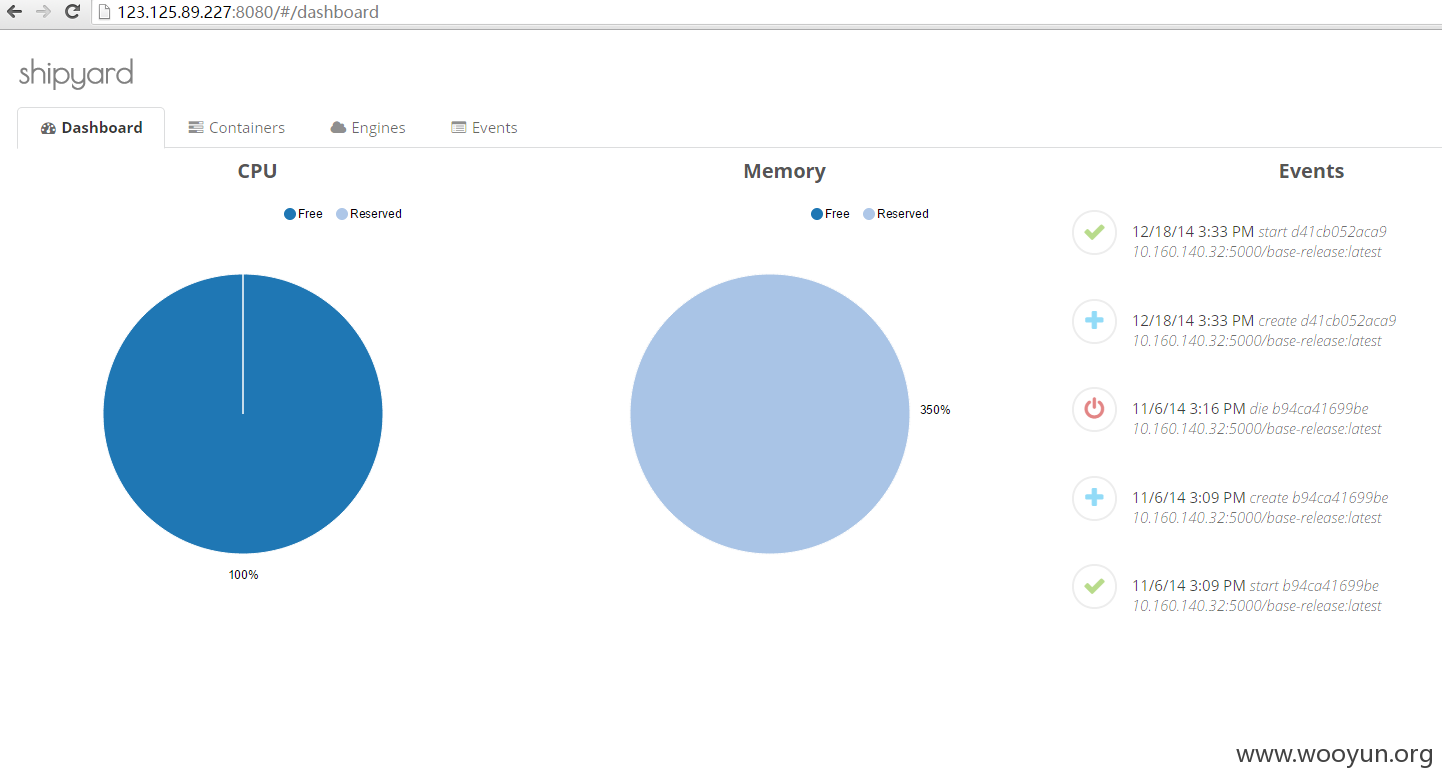 123.125.89.227:8080/#/dashboard
shipyard
Dashboard Containers Engines Events
CPU
Free Reserved
100%
Memory
Free Reserved
350%
Events
12/18/14 3:33 PM start d41cb052aca9
10.160.140.32:5000/base-release:latest
12/18/14 3:33 PM create d41cb052aca9
10.160.140.32:5000/base-release:latest
11/6/14 3:16 PM die b94ca41699be
10.160.140.32:5000/base-release:latest
11/6/14 3:09 PM create b94ca41699be
10.160.140.32:5000/base-release:latest
11/6/14 3:09 PM start b94ca41699be
10.160.140.32:5000/base-release:latest
www.wooyun.org